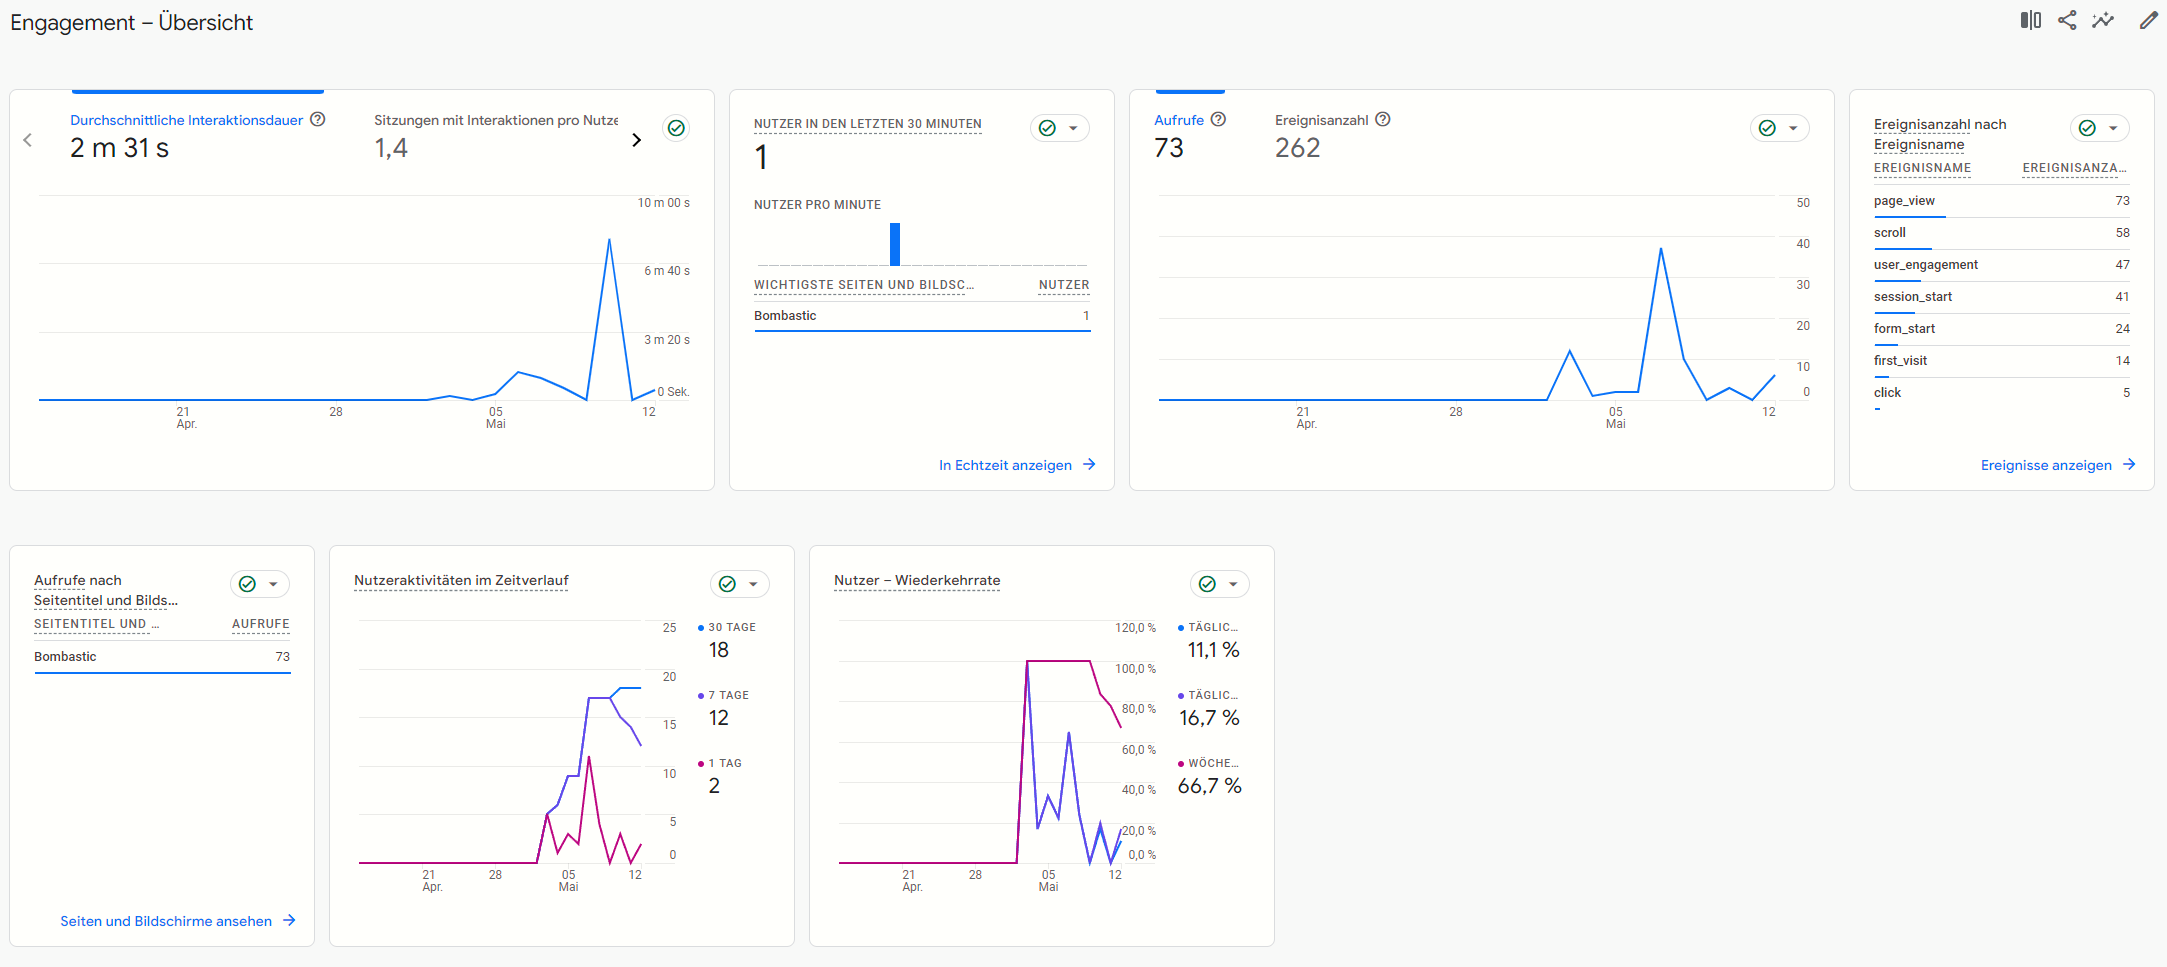 Engagement – Übersicht
Durchschnittliche Interaktionsdauer
2 m 31 s
Sitzungen mit Interaktionen pro Nutze
1,4
10 m 00 s
6 m 40 s
3 m 20 s
0 Sek.
21
Apr.
28
05
Mai
12
NUTZER IN DEN LETZTEN 30 MINUTEN
1
NUTZER PRO MINUTE
WICHTIGSTE SEITEN UND BILDSC… NUTZER
Bombastic 1
In Echtzeit anzeigen
Aufrufe
73
Ereignisanzahl
262
50
40
30
20
10
0
21
Apr.
28
05
Mai
12
Ereignisanzahl nach
Ereignisname
EREIGNISNAME EREIGNISANZA…
page_view 73
scroll 58
user_engagement 47
session_start 41
form_start 24
first_visit 14
click 5
Ereignisse anzeigen
Aufrufe nach
Seitentitel und Bilds…
SEITENTITEL UND … AUFRUFE
Bombastic 73
Seiten und Bildschirme ansehen
Nutzeraktivitäten im Zeitverlauf
25
20
15
10
5
0
21
Apr.
28
05
Mai
12
30 TAGE
18
7 TAGE
12
1 TAG
2
Nutzer – Wiederkehrrate
120,0 %
100,0 %
80,0 %
60,0 %
40,0 %
20,0 %
0,0 %
21
Apr.
28
05
Mai
12
TÄGLIC…
11,1 %
TÄGLIC…
16,7 %
WÖCHE…
66,7 %